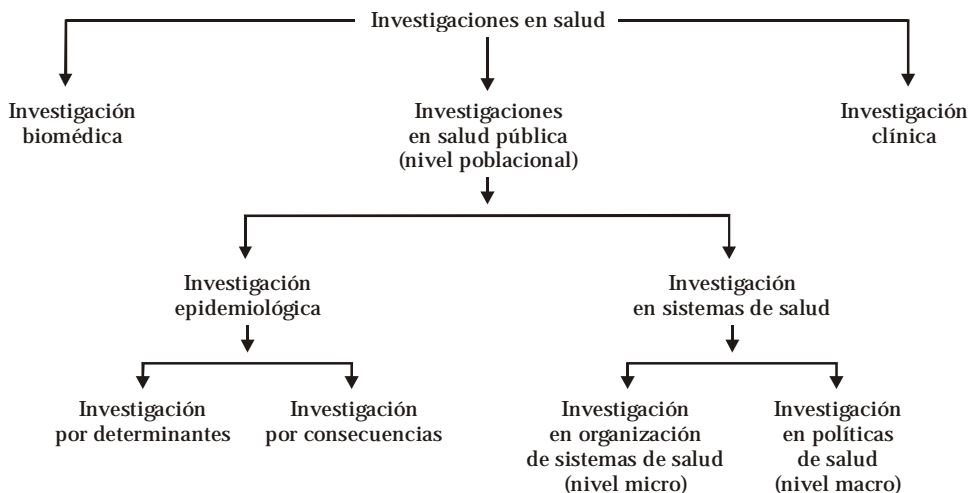 Investigaciones en salud
Investigación
biomédica
Investigaciones
en salud pública
(nivel poblacional)
Investigación
clínica
Investigación
epidemiológica
Investigación
en sistemas de salud
Investigación
por determinantes
Investigación
por consecuencias
Investigación
en organización
de sistemas de salud
(nivel micro)
Investigación
en políticas
de salud
(nivel macro)